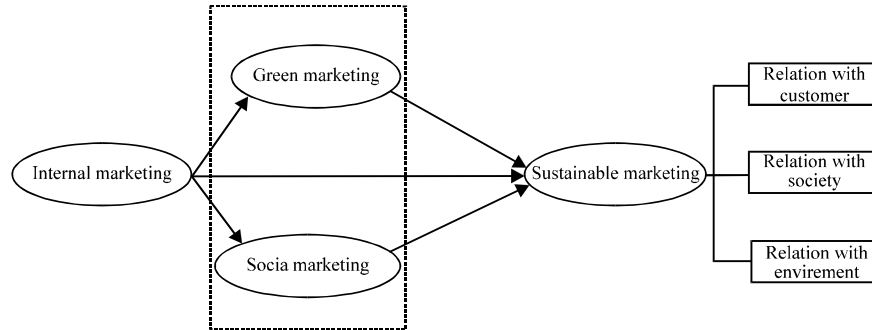 Green marketing
Internal marketing
Socia marketing
Sustainable marketing
Relation with
customer
Relation with
society
Relation with
envirement